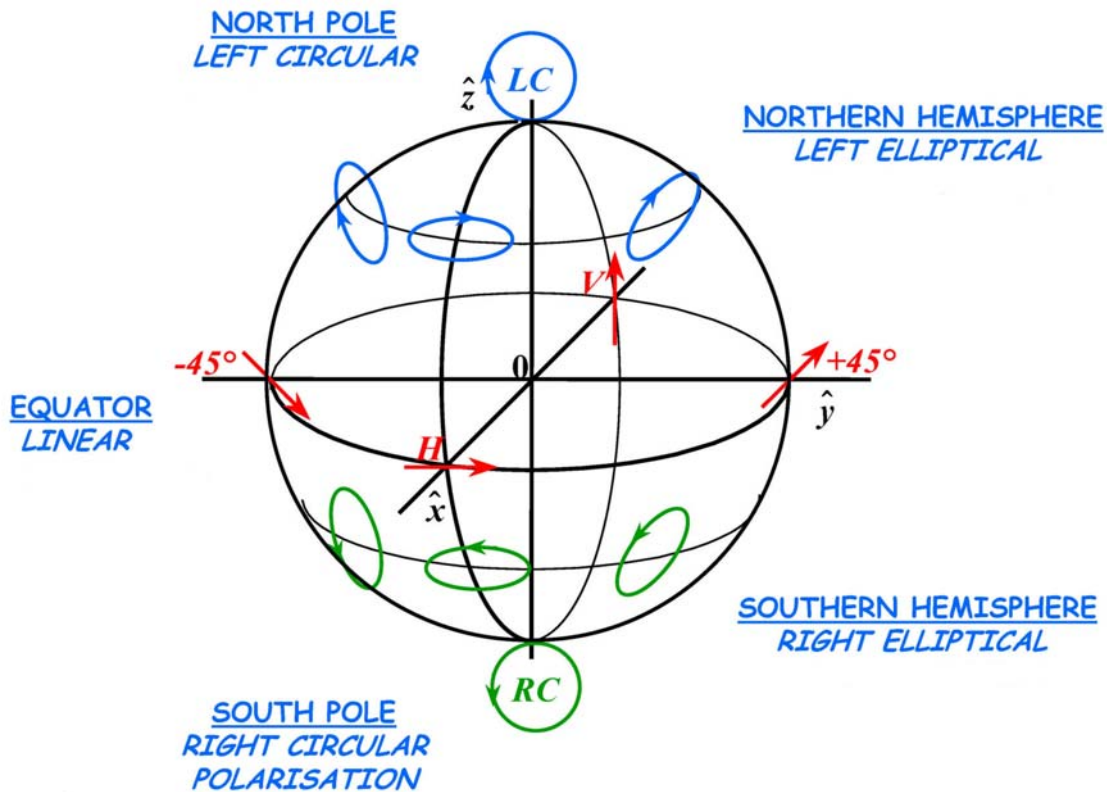 NORTH POLE
LEFT CIRCULAR
LC
ẑ
NORTHERN HEMISPHERE
LEFT ELLIPTICAL
V
-45°
0
+45°
ŷ
EQUATOR
LINEAR
H
x̂
SOUTHERN HEMISPHERE
RIGHT ELLIPTICAL
RC
SOUTH POLE
RIGHT CIRCULAR
POLARISATION